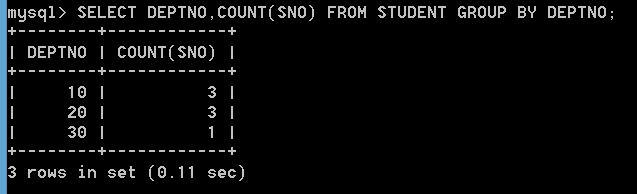 mysql> SELECT DEPTNO,COUNT(SNO) FROM STUDENT GROUP BY DEPTNO;
+--------+------------+
| DEPTNO | COUNT(SNO) |
+--------+------------+
|     10 |          3 |
|     20 |          3 |
|     30 |          1 |
+--------+------------+
3 rows in set (0.11 sec)